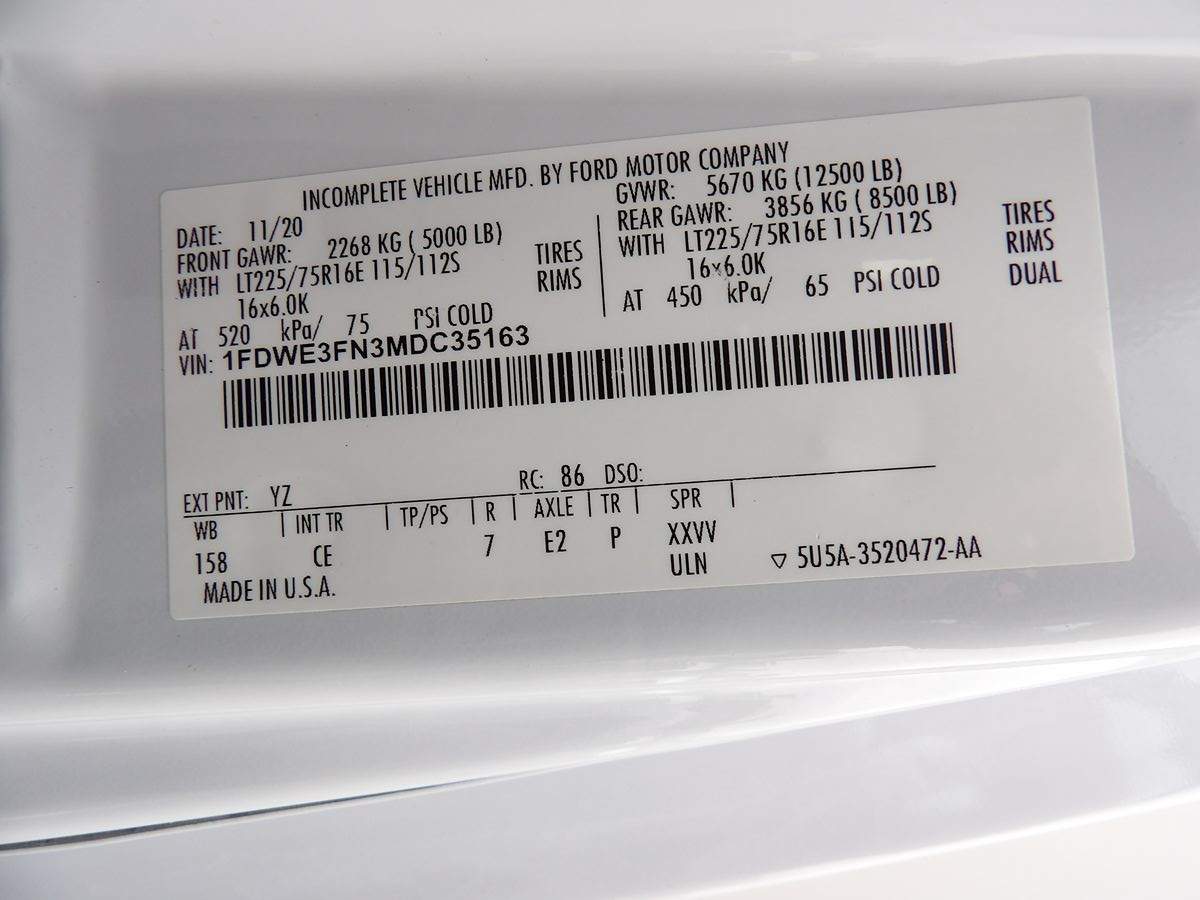 INCOMPLETE VEHICLE MFD. BY FORD MOTOR COMPANY
DATE: 11/20
FRONT GAWR: 2268 KG ( 5000 LB)
WITH LT225/75R16E 115/112S TIRES
16x6.0K RIMS
AT 520 kPa/ 75 PSI COLD
GVWR: 5670 KG (12500 LB)
REAR GAWR: 3856 KG ( 8500 LB)
WITH LT225/75R16E 115/112S TIRES
16x6.0K RIMS
AT 450 kPa/ 65 PSI COLD DUAL
VIN: 1FDWE3FN3MDC35163
EXT PNT: YZ RC: 86 DSO:
WB | INT TR | TP/PS | R | AXLE | TR | SPR |
158 CE 7 E2 P XXVV
ULN
MADE IN U.S.A. ▽ 5U5A-3520472-AA